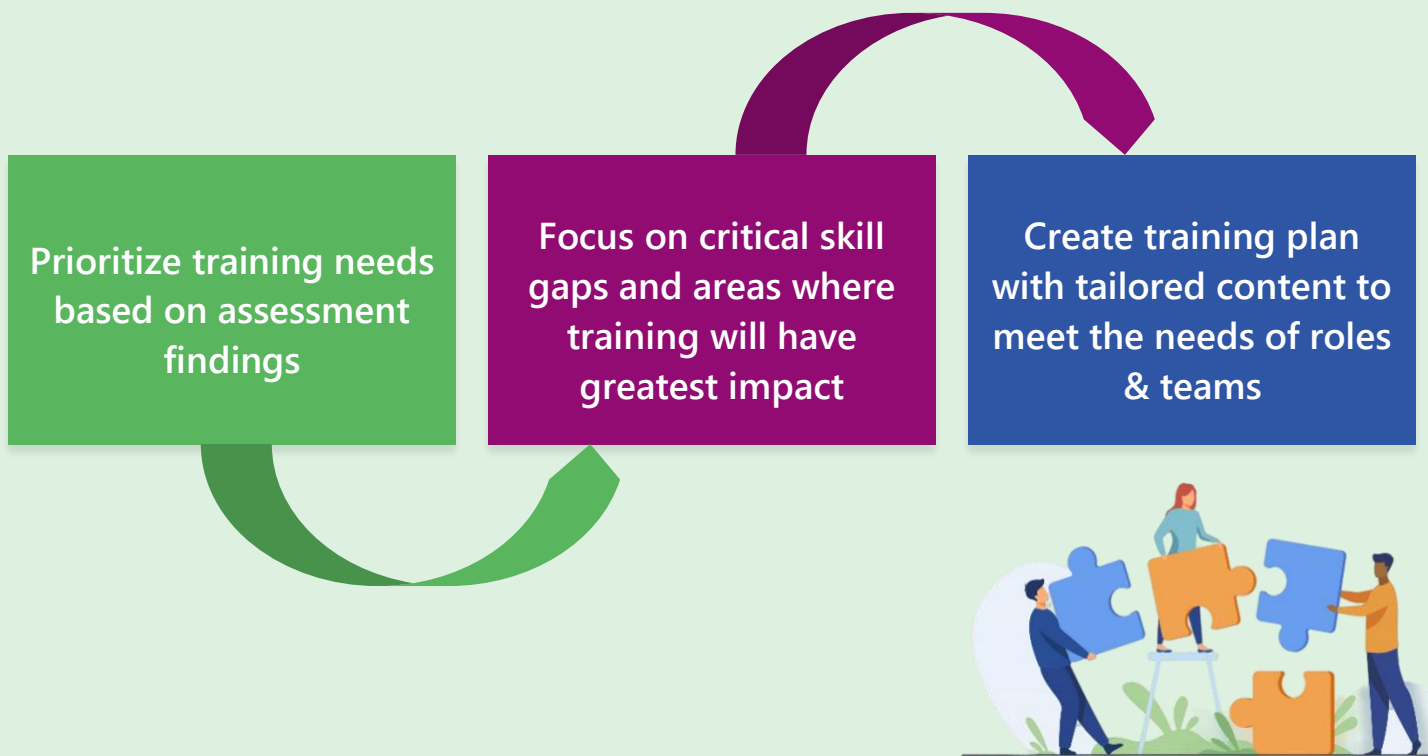 Prioritize training needs
based on assessment
findings
Focus on critical skill
gaps and areas where
training will have
greatest impact
Create training plan
with tailored content to
meet the needs of roles
& teams